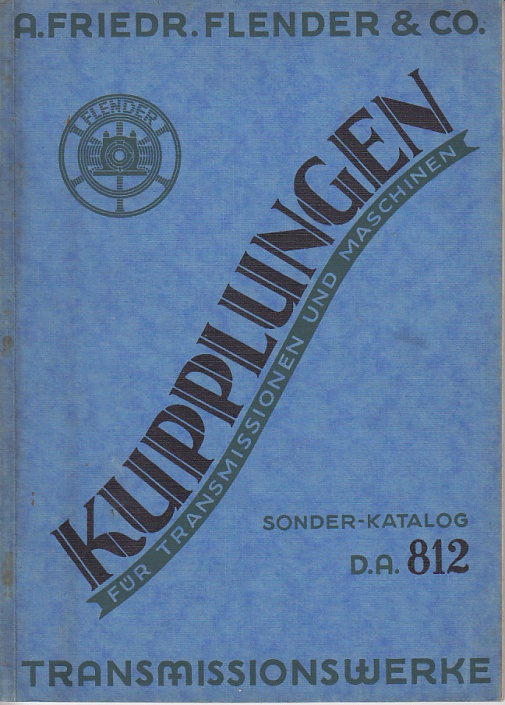 A. FRIEDR. FLENDER & CO.
FLENDER
KUPPLUNGEN
FÜR TRANSMISSIONEN UND MASCHINEN
SONDER-KATALOG
D.A. 812
TRANSMISSIONSWERKE